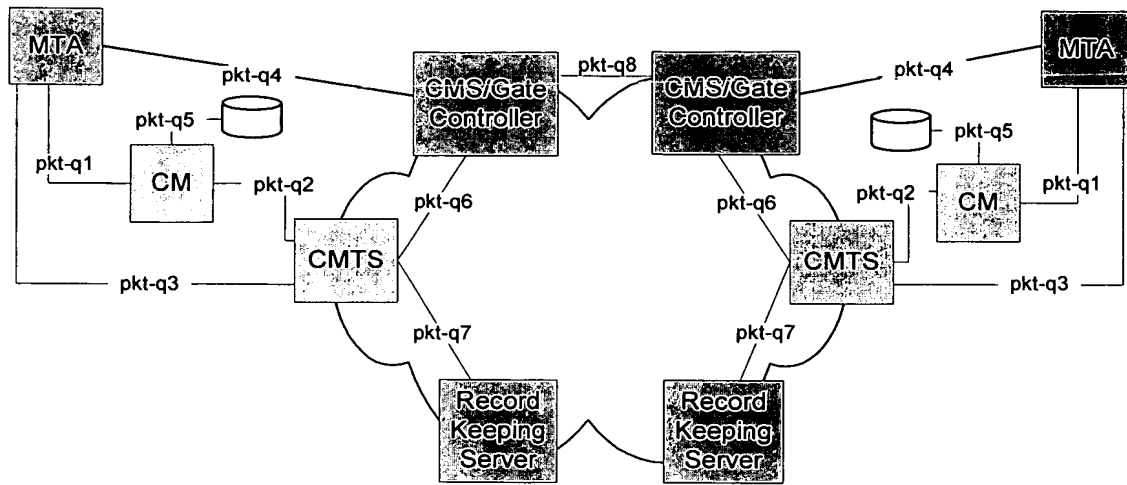 MTA
MTA
pkt-q8
pkt-q4
pkt-q4
CMS/Gate
Controller
CMS/Gate
Controller
pkt-q5
pkt-q5
pkt-q1
CM
pkt-q2
pkt-q6
pkt-q6
pkt-q2
CM
pkt-q1
CMTS
CMTS
pkt-q3
pkt-q3
pkt-q7
pkt-q7
Record
Keeping
Server
Record
Keeping
Server